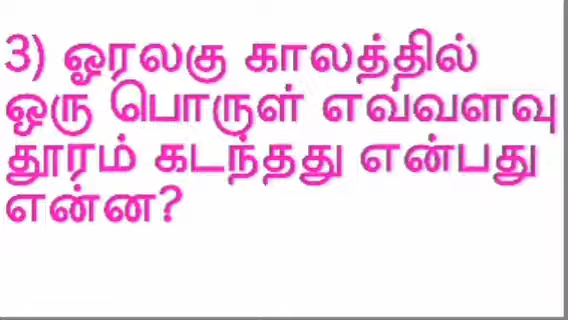 3) ஓரலகு காலத்தில்
ஒரு பொருள் எவ்வளவு
தூரம் கடந்தது என்பது
என்ன?